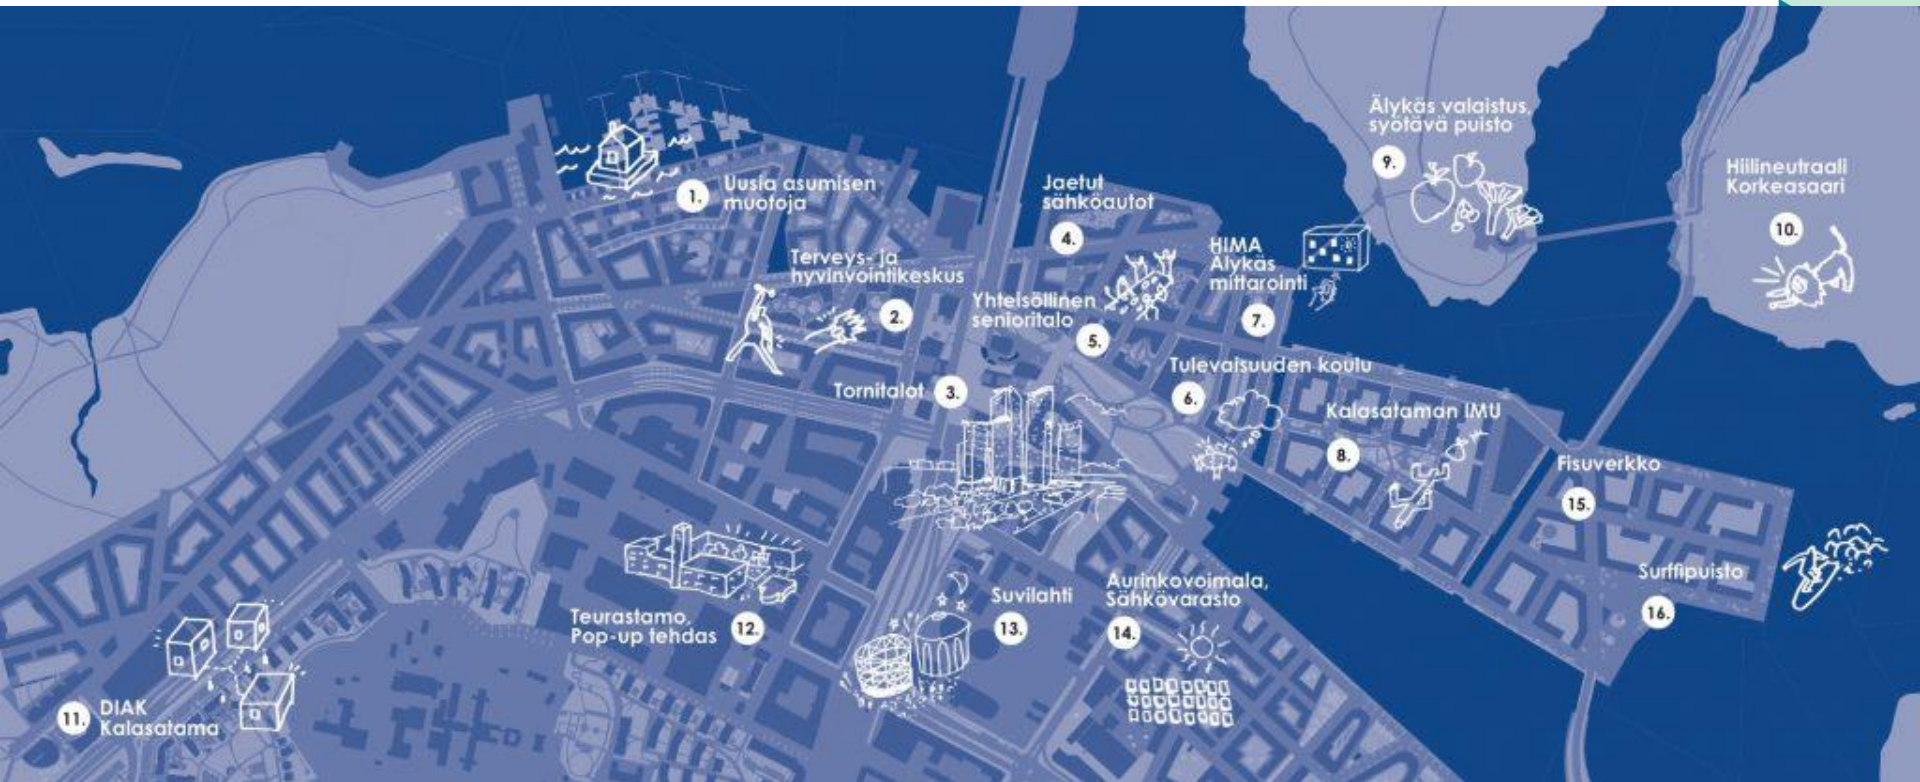 1.
Uusia asumisen
muotoja
Terveys- ja
hyvinvointikeskus
2.
Tornitalot
3.
Jaetut
sähköautot
4.
Yhteisöllinen
senioritalo
5.
Tulevaisuuden koulu
6.
HIMA
Älykäs
mittarointi
7.
Kalasataman IMU
8.
Älykäs valaistus,
syötävä puisto
9.
Hiilineutraali
Korkeasaari
10.
11.
DIAK
Kalasatama
Teurastamo,
Pop-up tehdas
12.
Suvilahti
13.
Aurinkovoimala,
Sähkövarasto
14.
Fisuverkko
15.
Surffipuisto
16.